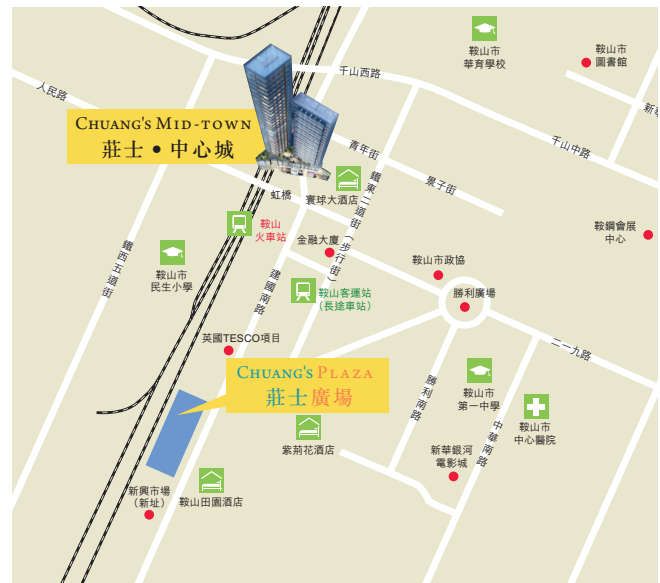 鞍山市
華育學校
鞍山市
圖書館
千山西路
人民路
新
CHUANG'S MID-TOWN
莊士•中心城
青年街
千山中路
景子街
虹橋
寰球大酒店
鐵東二道街（步行街）
鞍山
火車站
金融大廈
鞍鋼會展
中心
鐵西五道街
鞍山市
民生小學
建國南路
鞍山市政協
鞍山客運站
（長途車站）
勝利廣場
英國TESCO項目
二一九路
CHUANG'S PLAZA
莊士廣場
勝利南路
鞍山市
第一中學
鞍山市
中心醫院
中華南路
紫荊花酒店
新華銀河
電影城
新興市場
（新址）
鞍山田園酒店